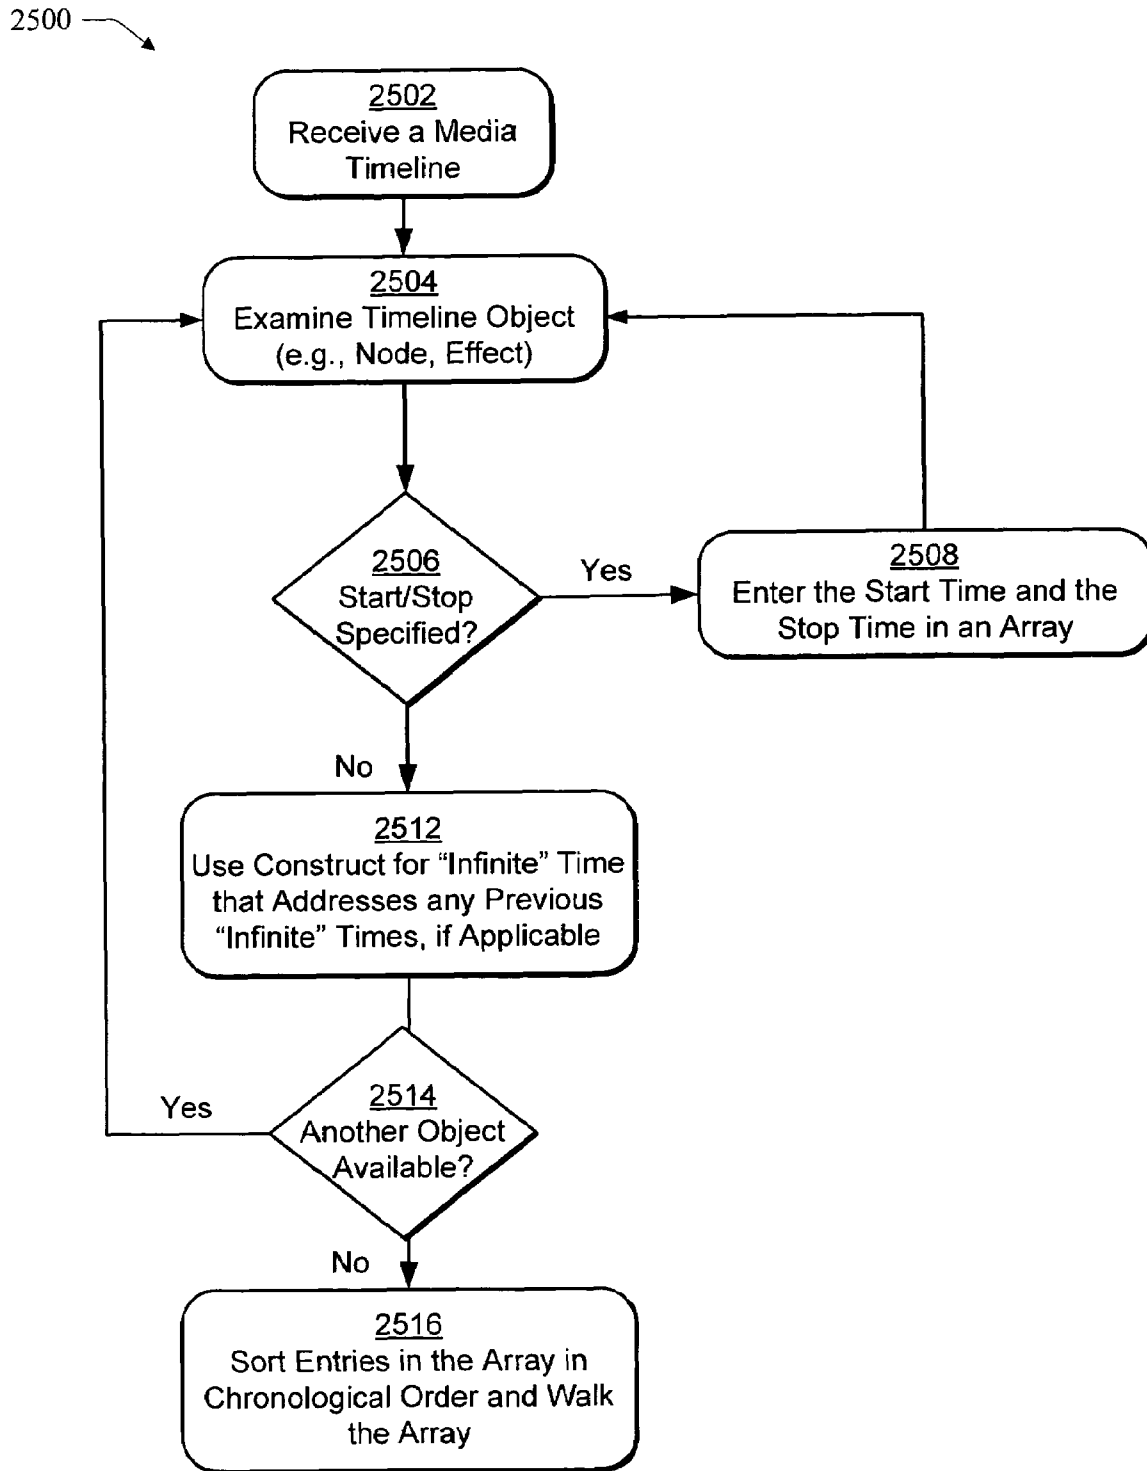 2500
2502
Receive a Media
Timeline
2504
Examine Timeline Object
(e.g., Node, Effect)
2506
Start/Stop
Specified?
Yes
2508
Enter the Start Time and the
Stop Time in an Array
No
2512
Use Construct for “Infinite” Time
that Addresses any Previous
“Infinite” Times, if Applicable
Yes
2514
Another Object
Available?
No
2516
Sort Entries in the Array in
Chronological Order and Walk
the Array